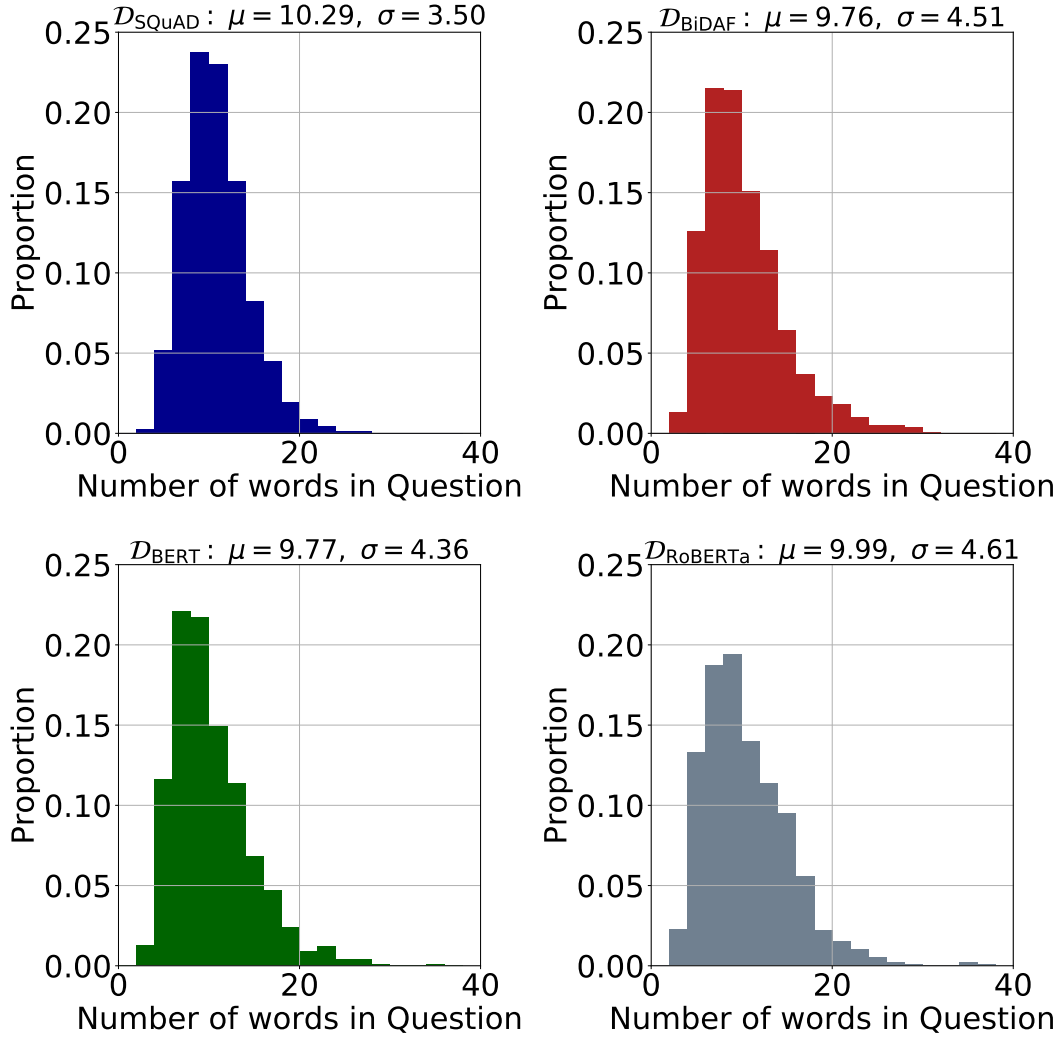 𝒟SQuAD : μ = 10.29, σ = 3.50
0.25
0.20
0.15
0.10
0.05
0.00
Proportion
0 20 40
Number of words in Question
𝒟BiDAF : μ = 9.76, σ = 4.51
0.25
0.20
0.15
0.10
0.05
0.00
Proportion
0 20 40
Number of words in Question
𝒟BERT : μ = 9.77, σ = 4.36
0.25
0.20
0.15
0.10
0.05
0.00
Proportion
0 20 40
Number of words in Question
𝒟RoBERTa : μ = 9.99, σ = 4.61
0.25
0.20
0.15
0.10
0.05
0.00
Proportion
0 20 40
Number of words in Question